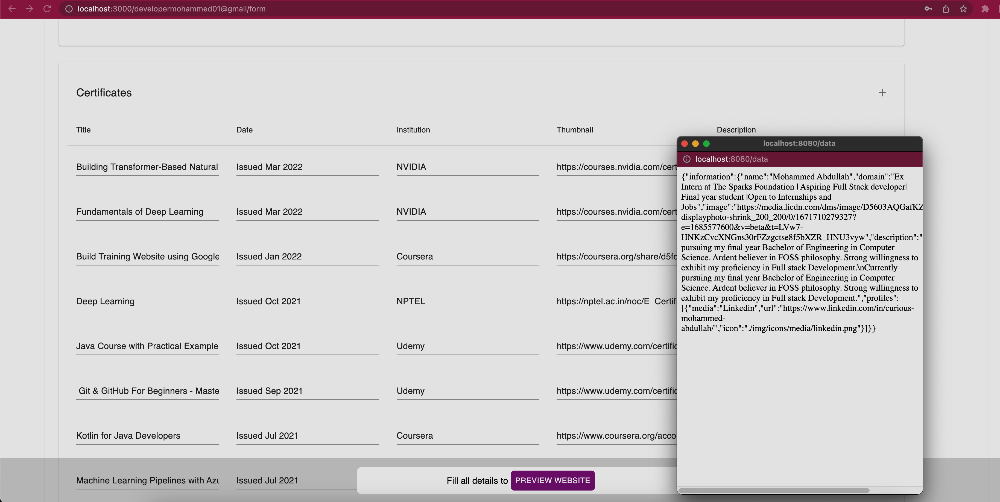 localhost:3000/developermohammed01@gmail/form
Certificates
Title Date Institution Thumbnail Description
Building Transformer-Based Natural Issued Mar 2022 NVIDIA https://courses.nvidia.com/cert
Fundamentals of Deep Learning Issued Mar 2022 NVIDIA https://courses.nvidia.com/cert
Build Training Website using Google Issued Jan 2022 Coursera https://coursera.org/share/d5fc
Deep Learning Issued Oct 2021 NPTEL https://nptel.ac.in/noc/E_Certif
Java Course with Practical Example Issued Oct 2021 Udemy https://www.udemy.com/certific
Git & GitHub For Beginners - Maste Issued Sep 2021 Udemy https://www.udemy.com/certific
Kotlin for Java Developers Issued Jul 2021 Coursera https://www.coursera.org/acco
Machine Learning Pipelines with Azu Issued Jul 2021
Fill all details to PREVIEW WEBSITE
localhost:8080/data
localhost:8080/data
{"information":{"name":"Mohammed Abdullah","domain":"Ex
Intern at The Sparks Foundation | Aspiring Full Stack developer|
Final year student |Open to Internships and
Jobs","image":"https://media.licdn.com/dms/image/D5603AQGafKZ
displayphoto-shrink_200_200/0/1671710279327?
e=1685577600&v=beta&t=LVw7-
HNKzCvcXNGns30rFZzgctse8f5bXZR_HNU3vyw","description":"
pursuing my final year Bachelor of Engineering in Computer
Science. Ardent believer in FOSS philosophy. Strong willingness to
exhibit my proficiency in Full stack Development.\nCurrently
pursuing my final year Bachelor of Engineering in Computer
Science. Ardent believer in FOSS philosophy. Strong willingness to
exhibit my proficiency in Full stack Development.","profiles":
[{"media":"Linkedin","url":"https://www.linkedin.com/in/curious-
mohammed-
abdullah/","icon":"./img/icons/media/linkedin.png"}]}}